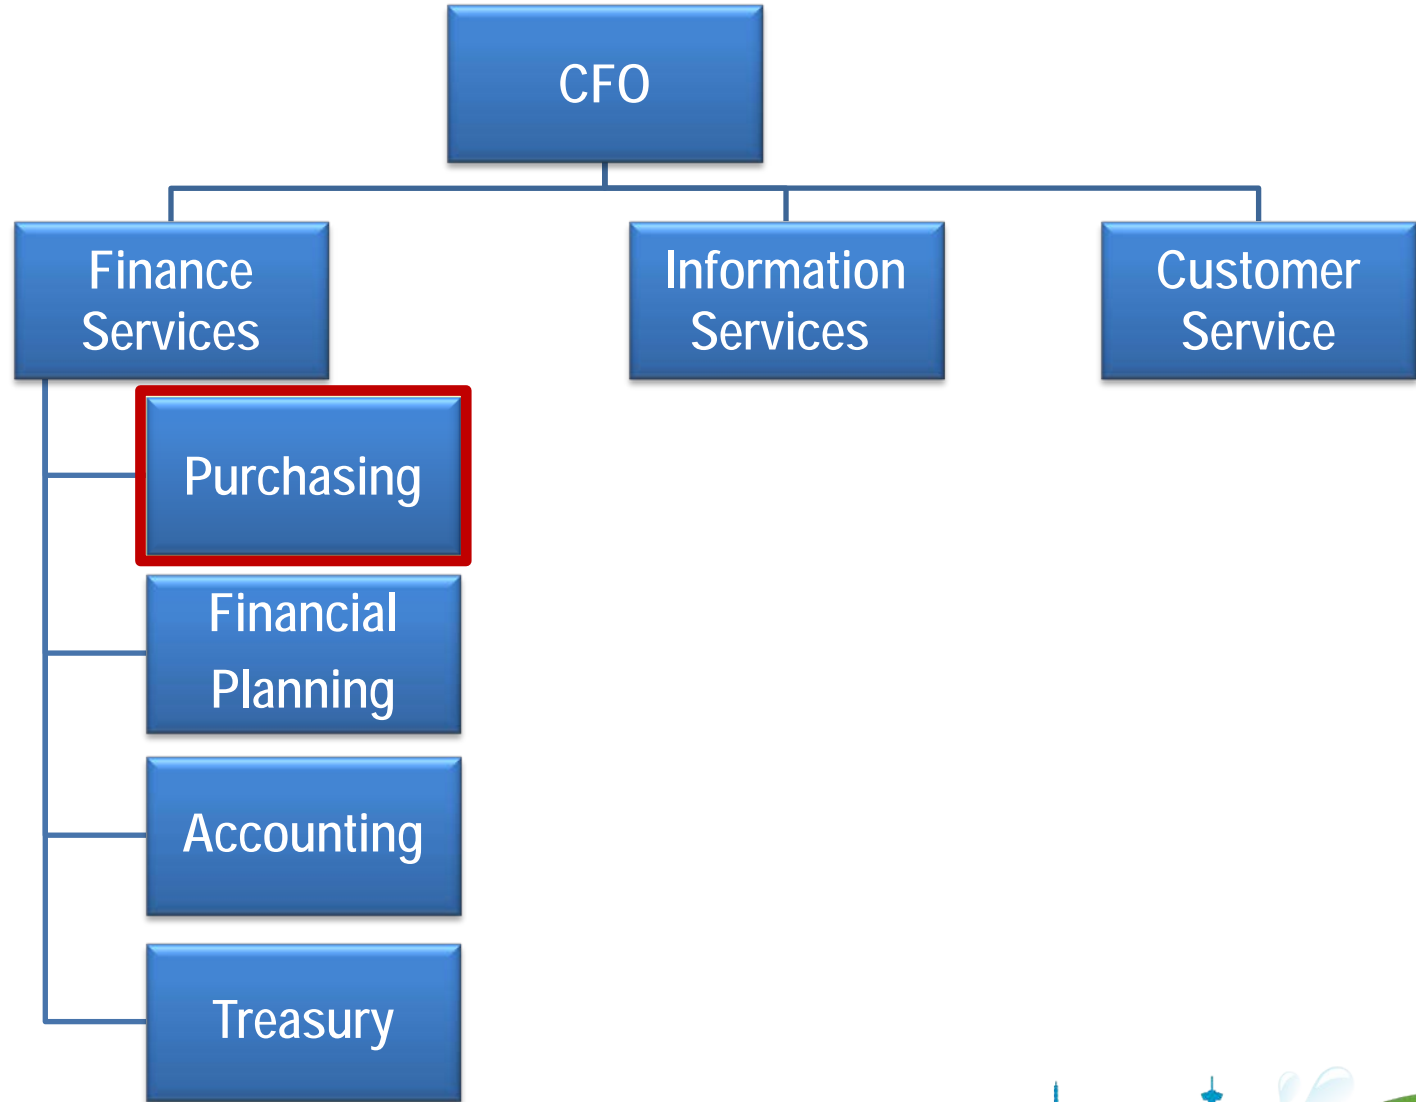 CFO
Finance
Services
Information
Services
Customer
Service
Purchasing
Financial
Planning
Accounting
Treasury